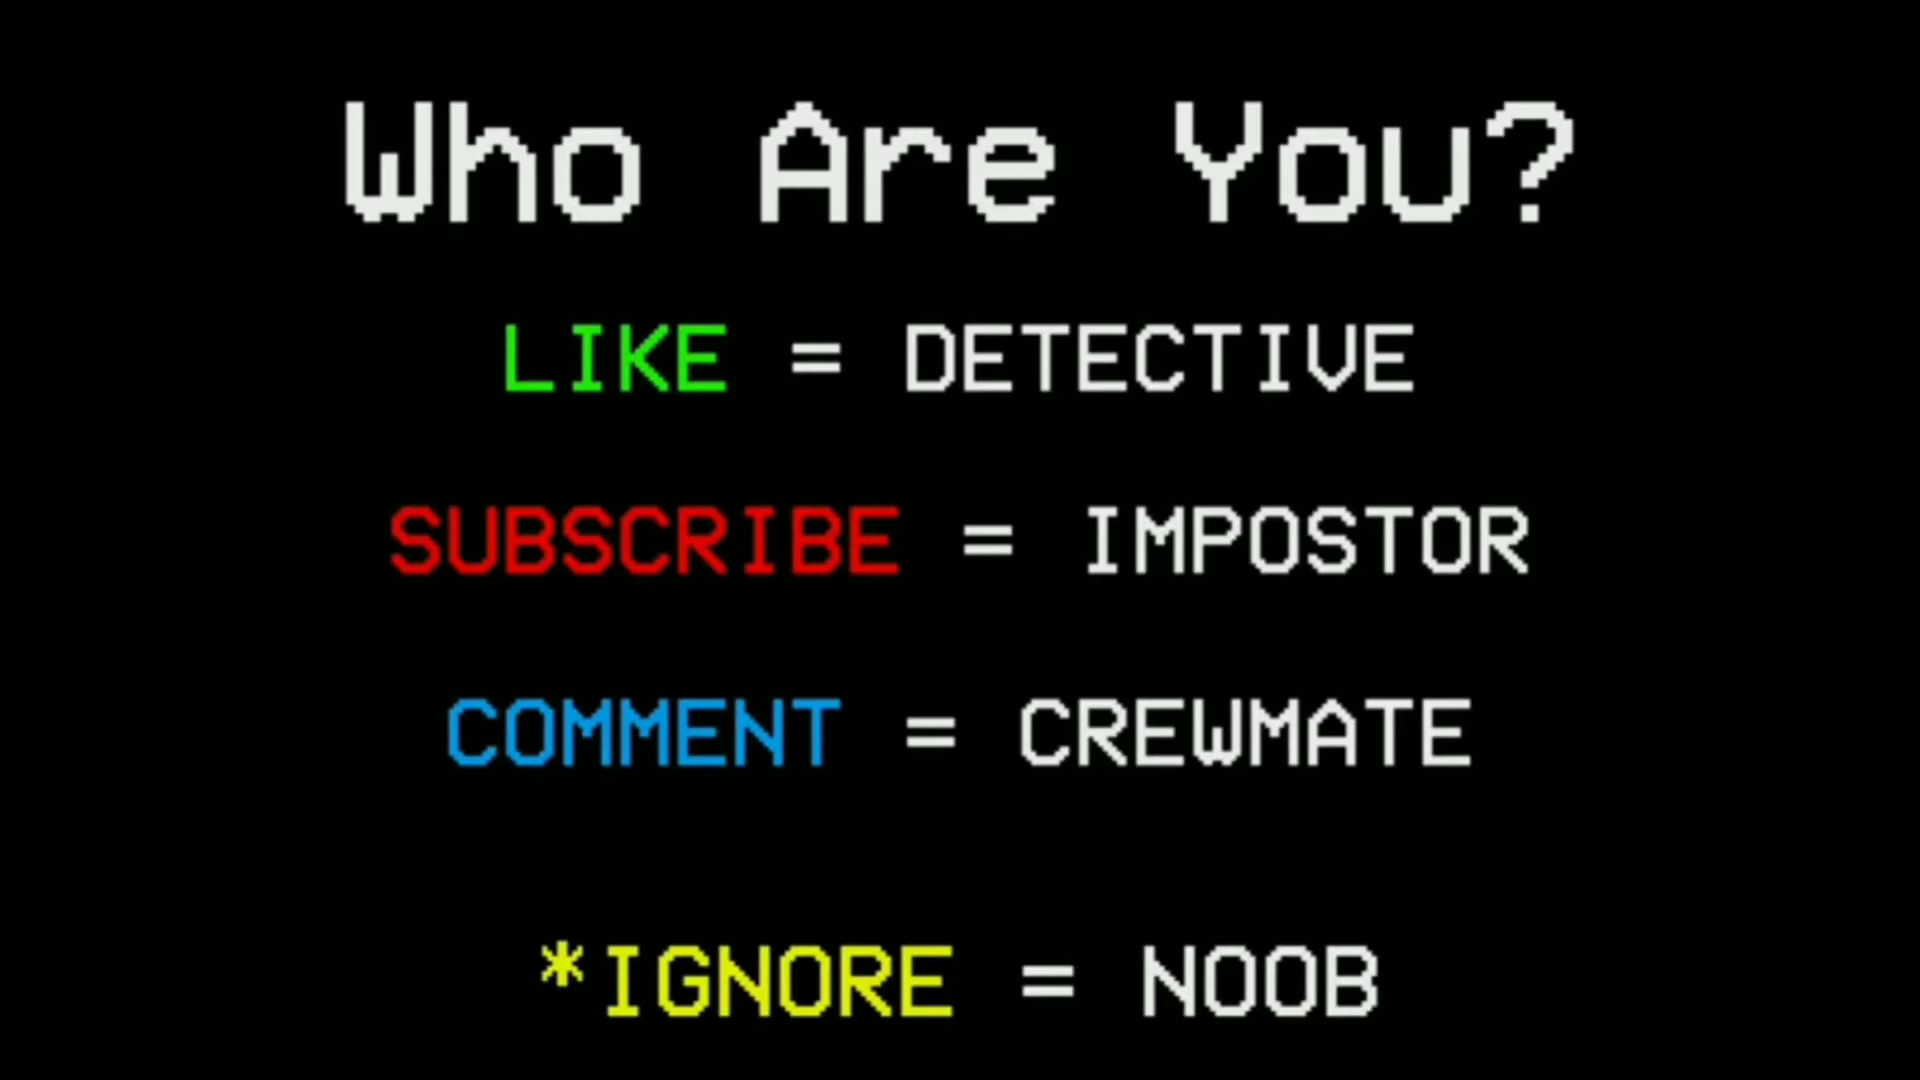 Who Are You?
LIKE = DETECTIVE
SUBSCRIBE = IMPOSTOR
COMMENT = CREWMATE
*IGNORE = NOOB